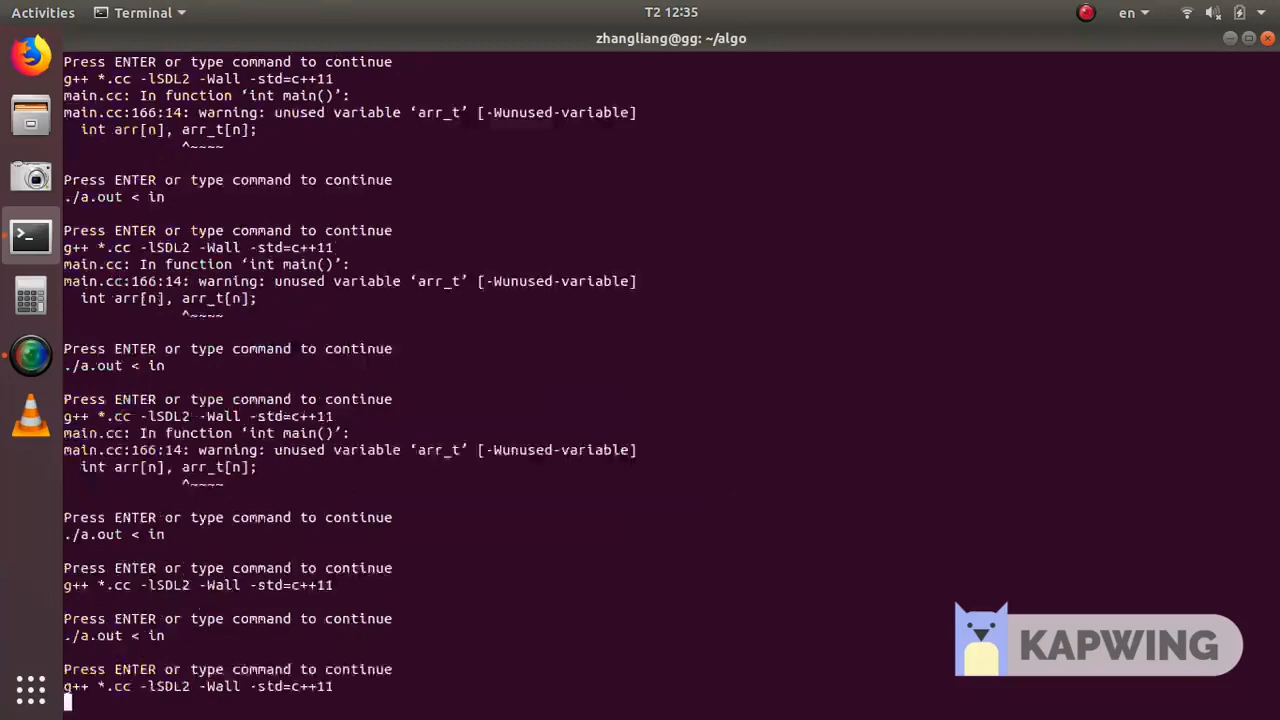 Activities Terminal T2 12:35 en
zhangliang@gg: ~/algo
Press ENTER or type command to continue
g++ *.cc -lSDL2 -Wall -std=c++11
main.cc: In function ‘int main()’:
main.cc:166:14: warning: unused variable ‘arr_t’ [-Wunused-variable]
  int arr[n], arr_t[n];
              ^~~~~
Press ENTER or type command to continue
./a.out < in
Press ENTER or type command to continue
g++ *.cc -lSDL2 -Wall -std=c++11
main.cc: In function ‘int main()’:
main.cc:166:14: warning: unused variable ‘arr_t’ [-Wunused-variable]
  int arr[n], arr_t[n];
              ^~~~~
Press ENTER or type command to continue
./a.out < in
Press ENTER or type command to continue
g++ *.cc -lSDL2 -Wall -std=c++11
main.cc: In function ‘int main()’:
main.cc:166:14: warning: unused variable ‘arr_t’ [-Wunused-variable]
  int arr[n], arr_t[n];
              ^~~~~
Press ENTER or type command to continue
./a.out < in
Press ENTER or type command to continue
g++ *.cc -lSDL2 -Wall -std=c++11
Press ENTER or type command to continue
./a.out < in
Press ENTER or type command to continue
g++ *.cc -lSDL2 -Wall -std=c++11
KAPWING